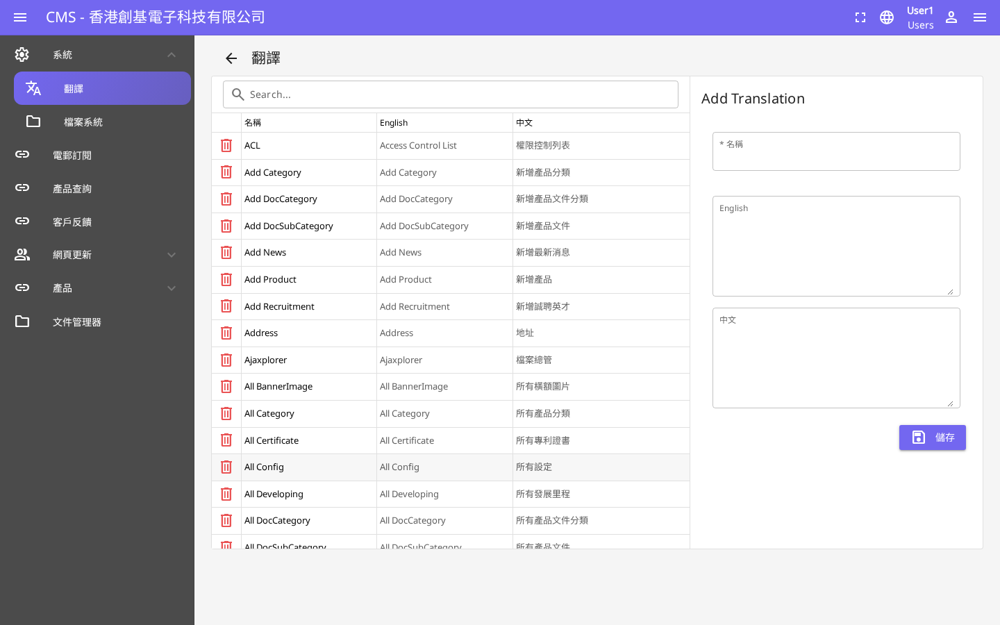 CMS - 香港創基電子科技有限公司
User1
Users
系統
翻譯
檔案系統
電郵訂閱
產品查詢
客戶反饋
網頁更新
產品
文件管理器
翻譯
Search...
名稱 English 中文
ACL Access Control List 權限控制列表
Add Category Add Category 新增產品分類
Add DocCategory Add DocCategory 新增產品文件分類
Add DocSubCategory Add DocSubCategory 新增產品文件
Add News Add News 新增最新消息
Add Product Add Product 新增產品
Add Recruitment Add Recruitment 新增誠聘英才
Address Address 地址
Ajaxplorer Ajaxplorer 檔案總管
All BannerImage All BannerImage 所有橫額圖片
All Category All Category 所有產品分類
All Certificate All Certificate 所有專利證書
All Config All Config 所有設定
All Developing All Developing 所有發展里程
All DocCategory All DocCategory 所有產品文件分類
All DocSubCategory All DocSubCategory 所有產品文件
Add Translation
* 名稱
English
中文
儲存